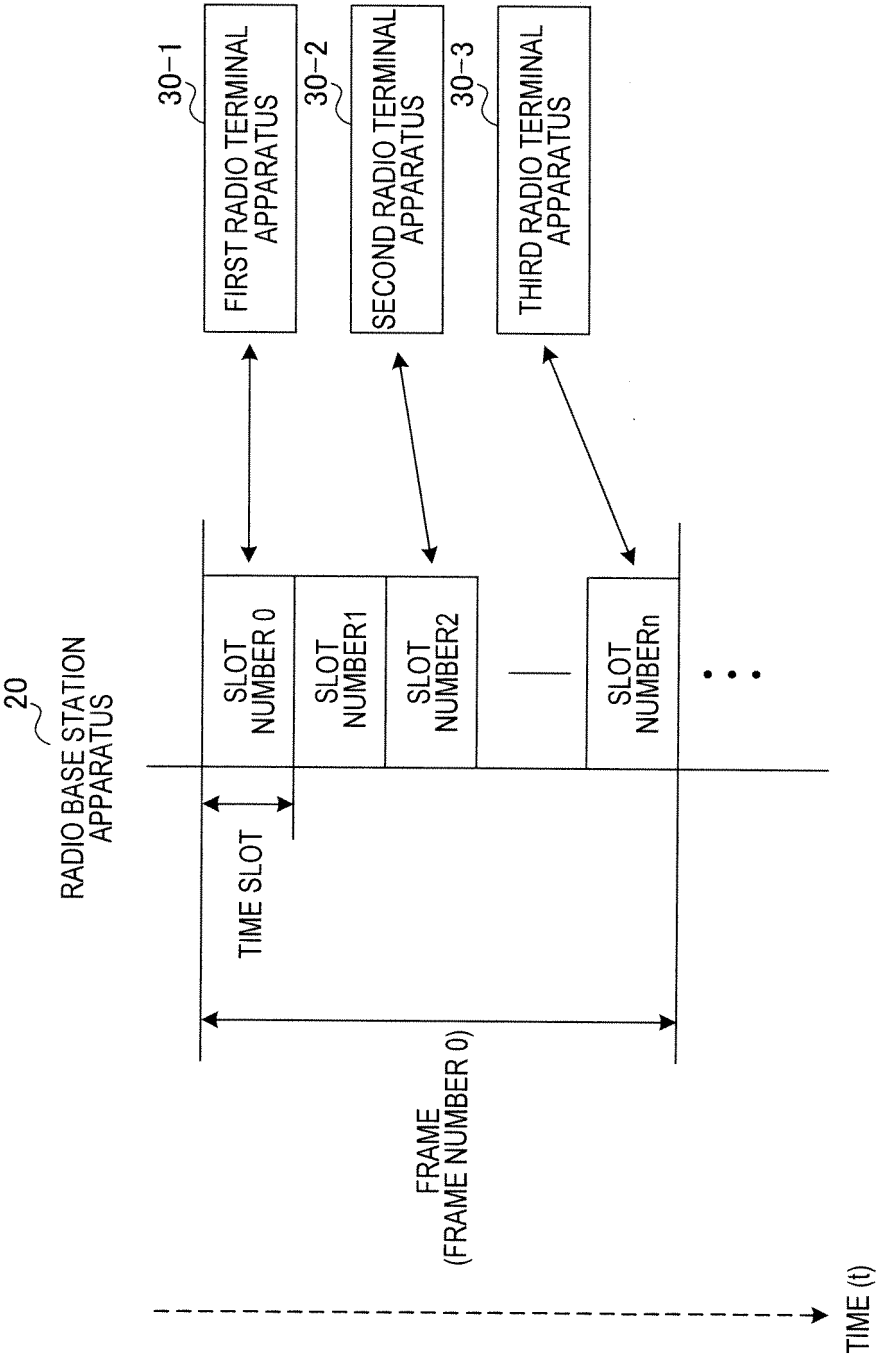 20
RADIO BASE STATION
APPARATUS
30-1
FIRST RADIO TERMINAL
APPARATUS
30-2
SECOND RADIO TERMINAL
APPARATUS
30-3
THIRD RADIO TERMINAL
APPARATUS
SLOT
NUMBER 0
SLOT
NUMBER1
SLOT
NUMBER2
SLOT
NUMBERn
TIME SLOT
FRAME
(FRAME NUMBER 0)
TIME (t)